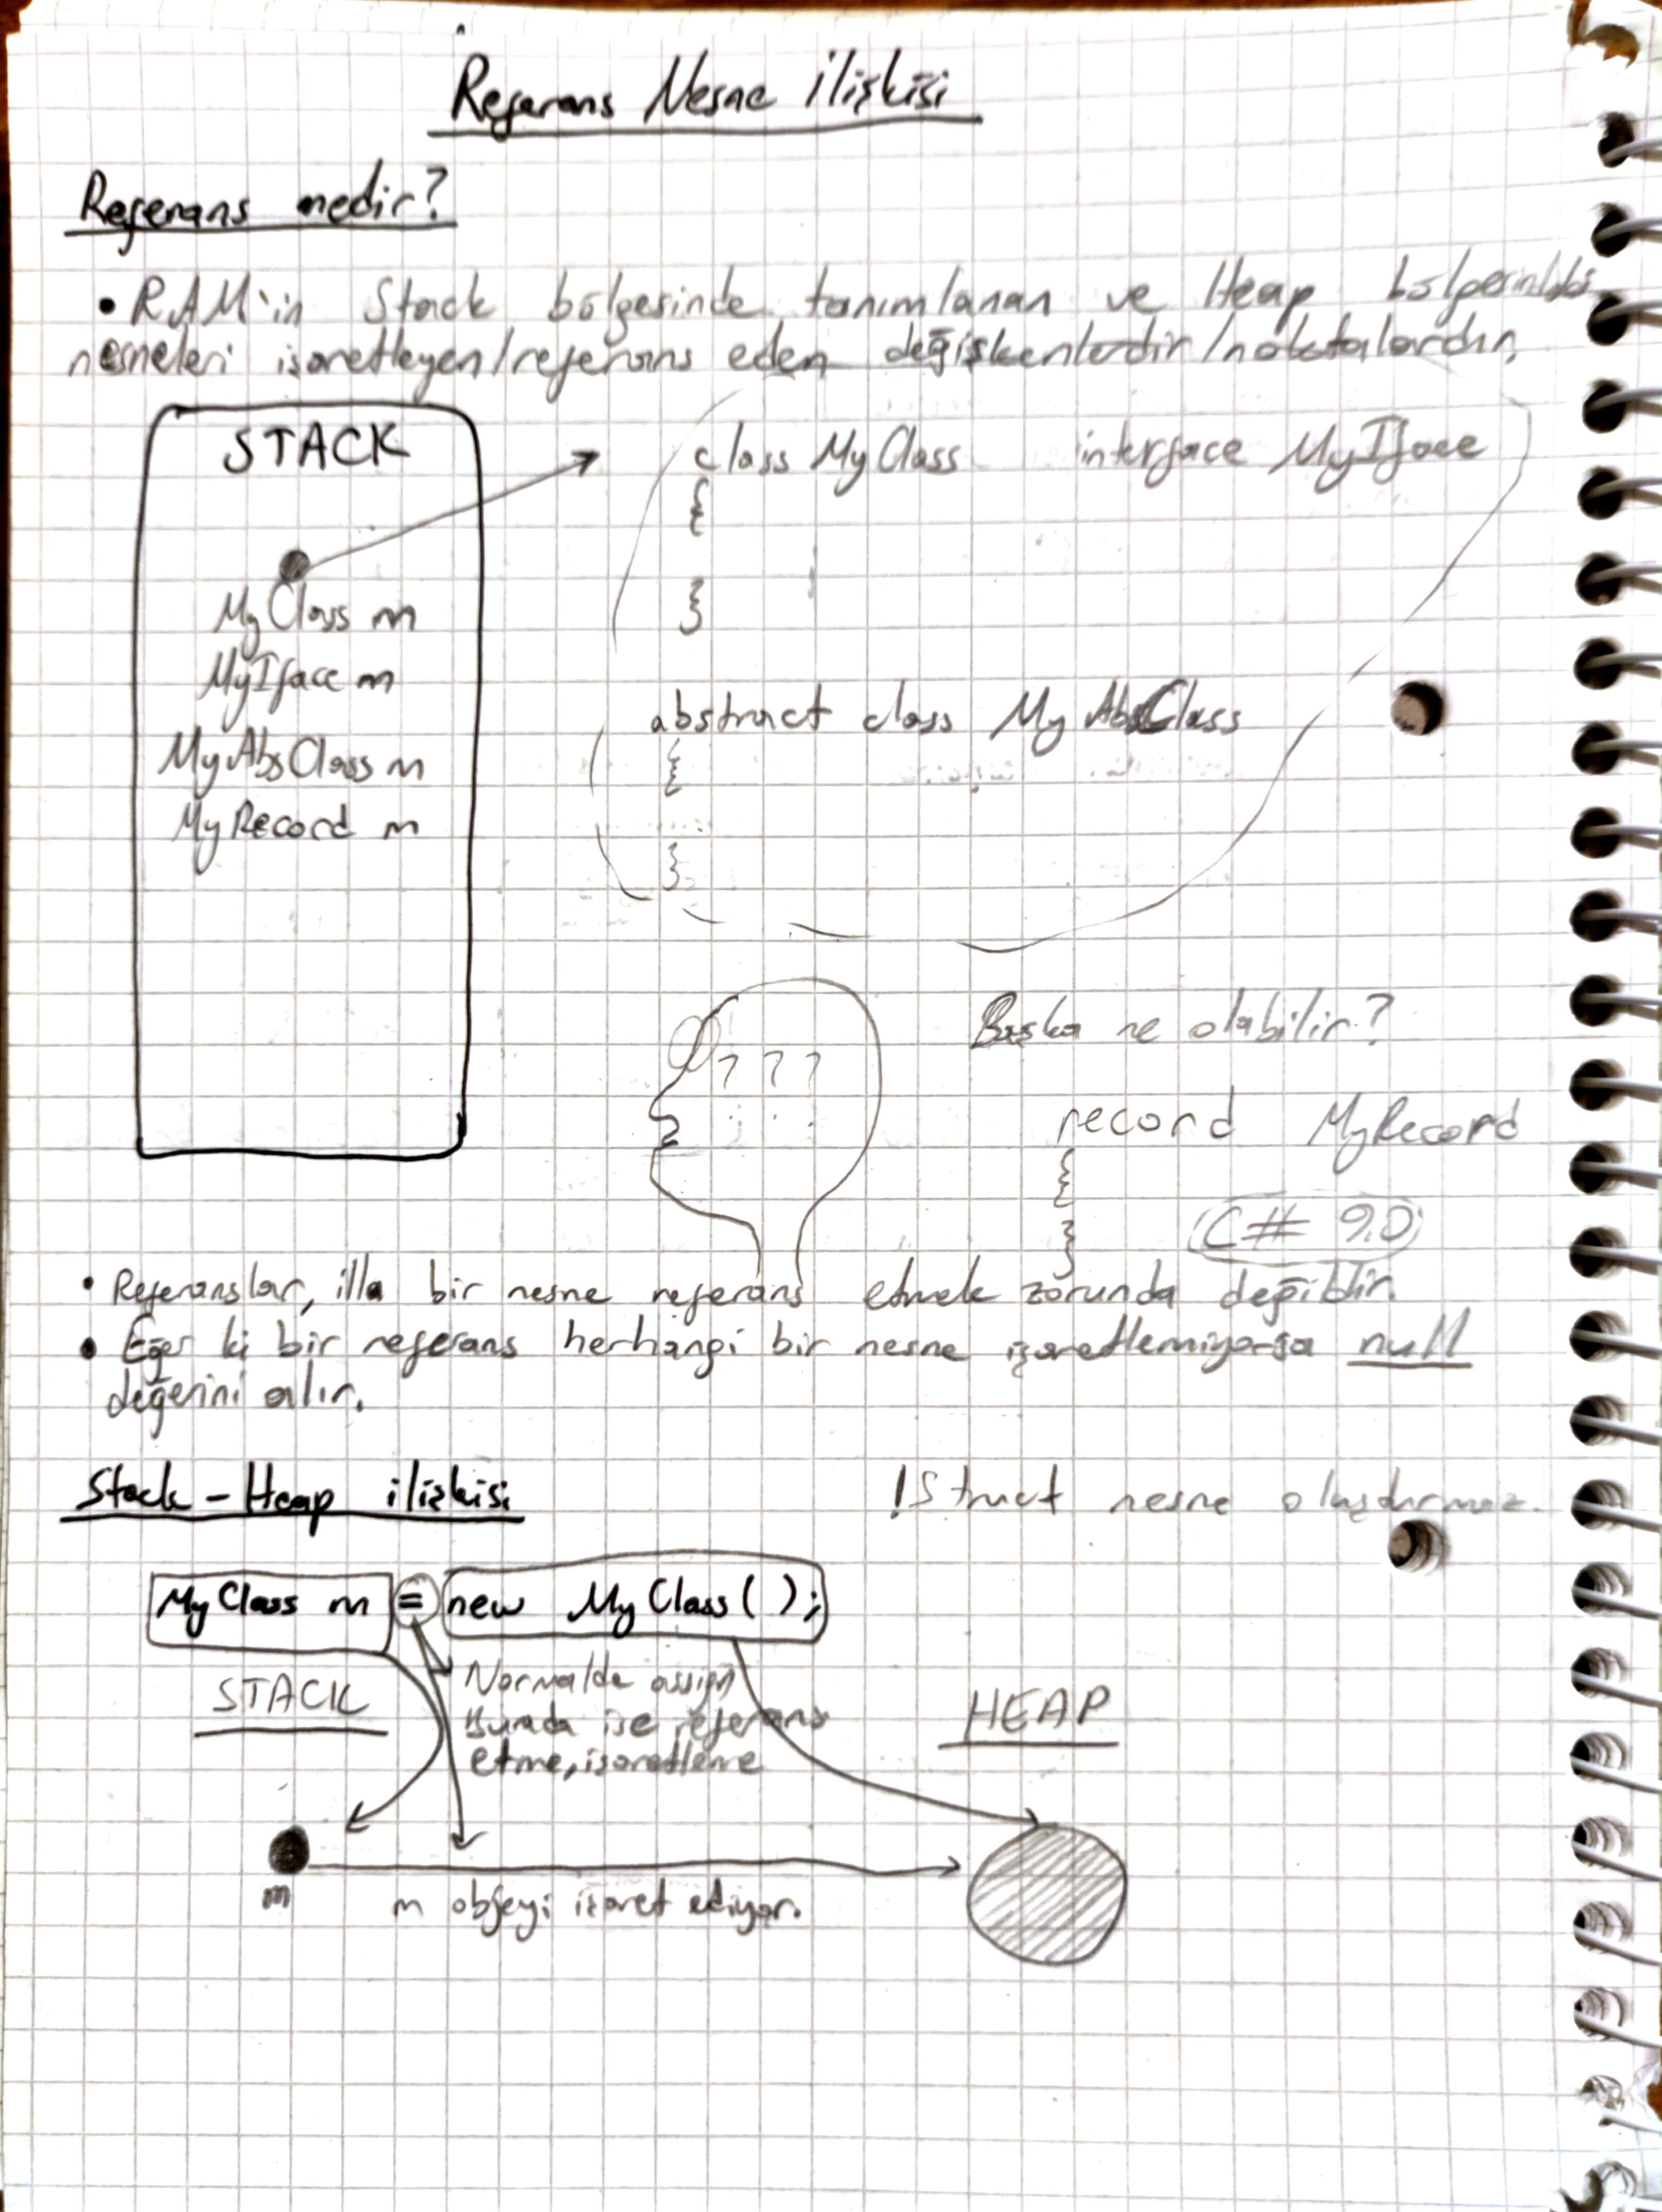 Referans Nesne ilişkisi
Referans nedir?
• RAM'in Stack bölgesinde tanımlanan ve Heap bölgesindeki
nesneleri işaretleyen/referans eden değişkenlerdir/noktalardır.
STACK
MyClass m
MyIface m
MyAbsClass m
MyRecord m
class MyClass interface MyIface
{
}
abstract class MyAbsClass
{
}
? ? ?
Başka ne olabilir?
record MyRecord
{
}
C# 9.0
• Referanslar, illa bir nesne referans etmek zorunda değildir.
• Eğer ki bir referans herhangi bir nesne işaretlemiyorsa null
değerini alır.
Stack-Heap ilişkisi
!Struct nesne oluşturmaz.
MyClass m = new MyClass();
STACK
Normalde assign
Burada ise referans
etme, işaretleme
HEAP
m
m objeyi işaret ediyor.